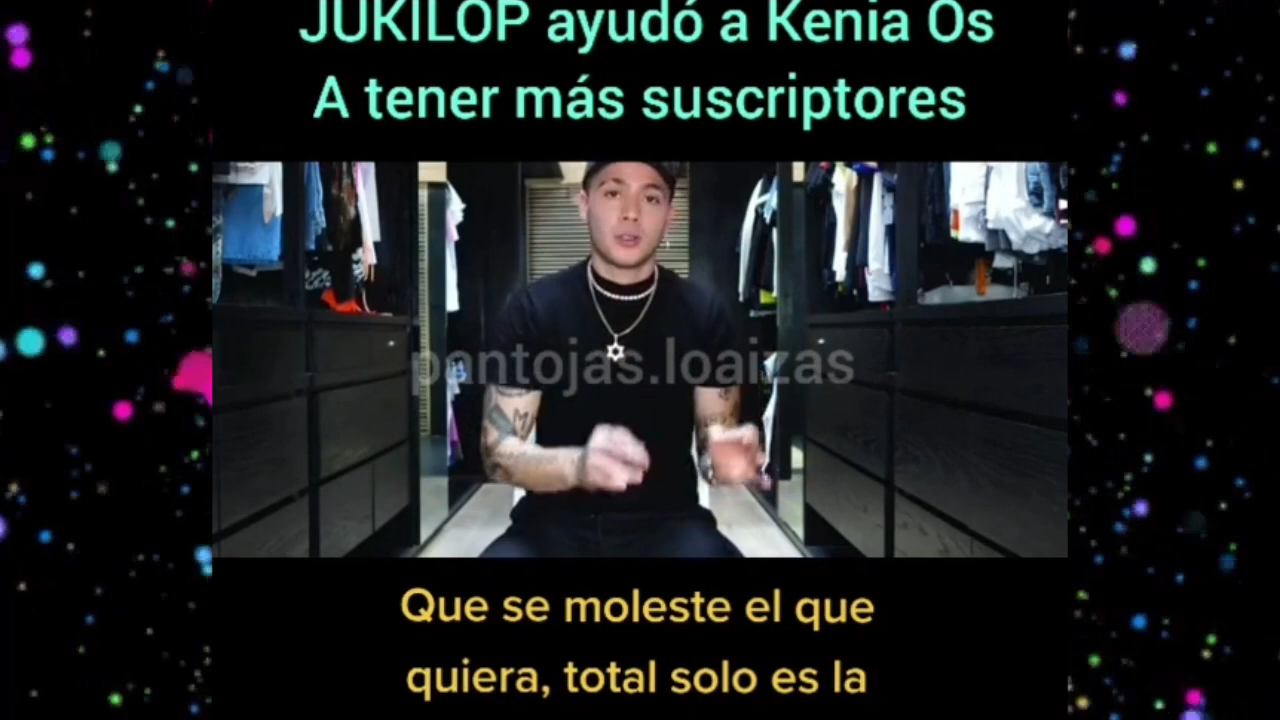 JUKILOP ayudó a Kenia Os
A tener más suscriptores
pantojas.loaizas
Que se moleste el que
quiera, total solo es la